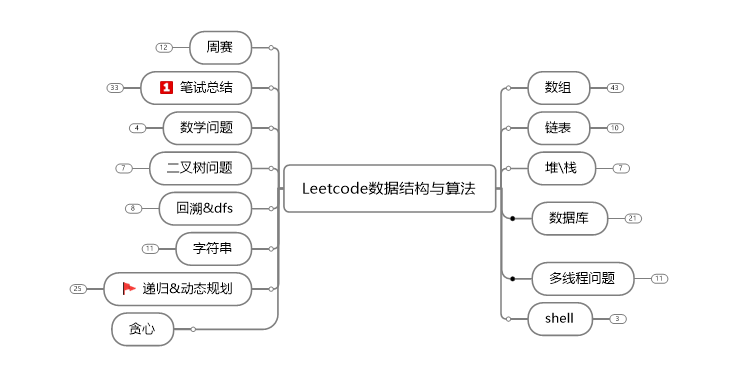 12 周赛
33 1 笔试总结
4 数学问题
7 二叉树问题
8 回溯&dfs
11 字符串
25 递归&动态规划
贪心
Leetcode数据结构与算法
数组 43
链表 10
堆\栈 7
数据库 21
多线程问题 11
shell 3